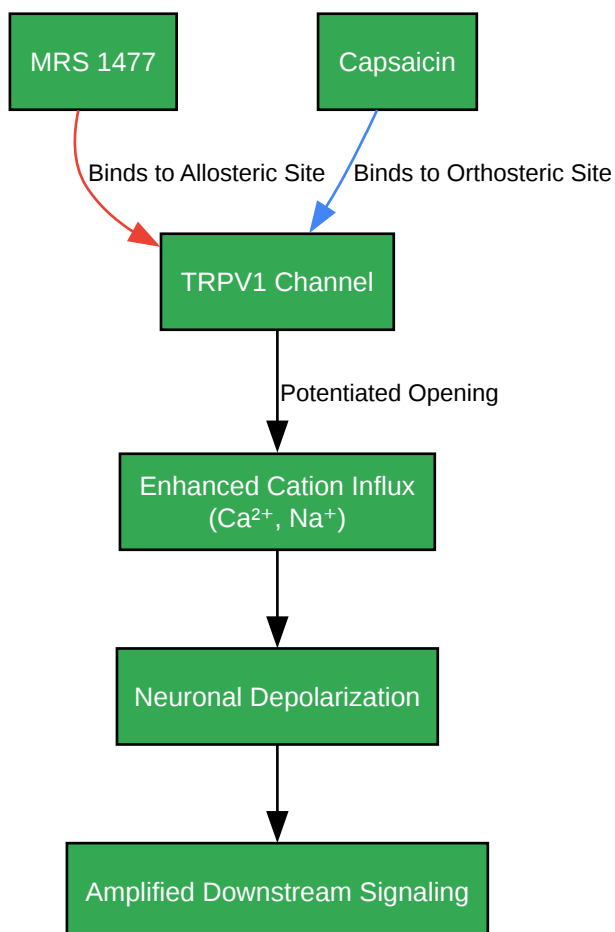 MRS 1477
Capsaicin
Binds to Allosteric Site
Binds to Orthosteric Site
TRPV1 Channel
Potentiated Opening
Enhanced Cation Influx
(Ca²⁺, Na⁺)
Neuronal Depolarization
Amplified Downstream Signaling